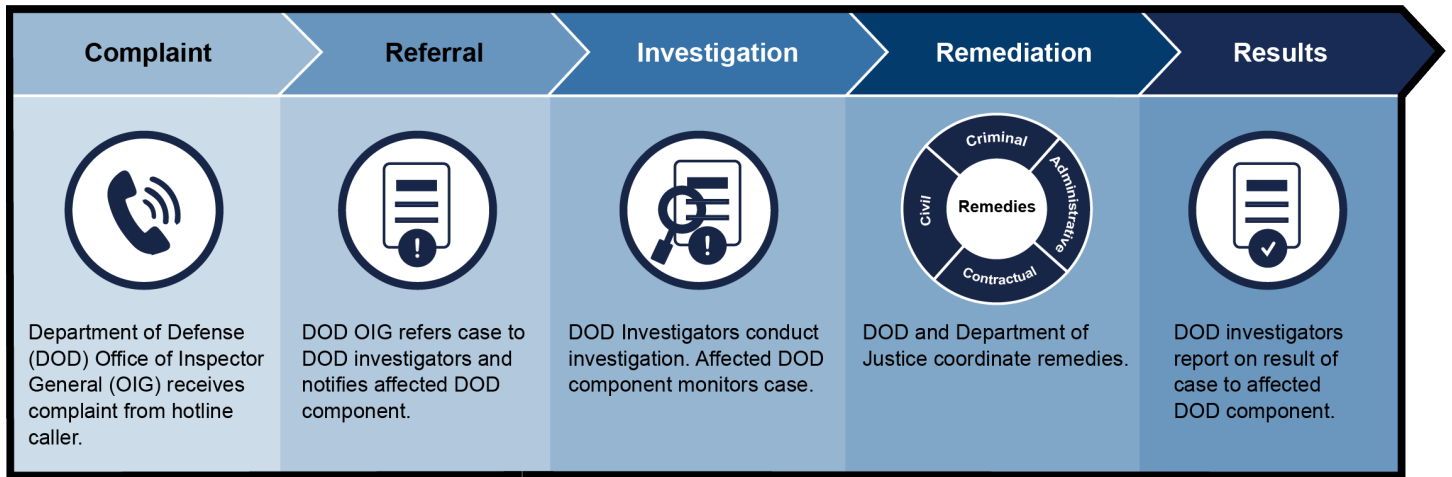 Complaint
Referral
Investigation
Remediation
Results
Department of Defense
(DOD) Office of Inspector
General (OIG) receives
complaint from hotline
caller.
DOD OIG refers case to
DOD investigators and
notifies affected DOD
component.
!
DOD Investigators conduct
investigation. Affected DOD
component monitors case.
!
Criminal
Administrative
Contractual
Civil
Remedies
DOD and Department of
Justice coordinate remedies.
DOD investigators
report on result of
case to affected
DOD component.